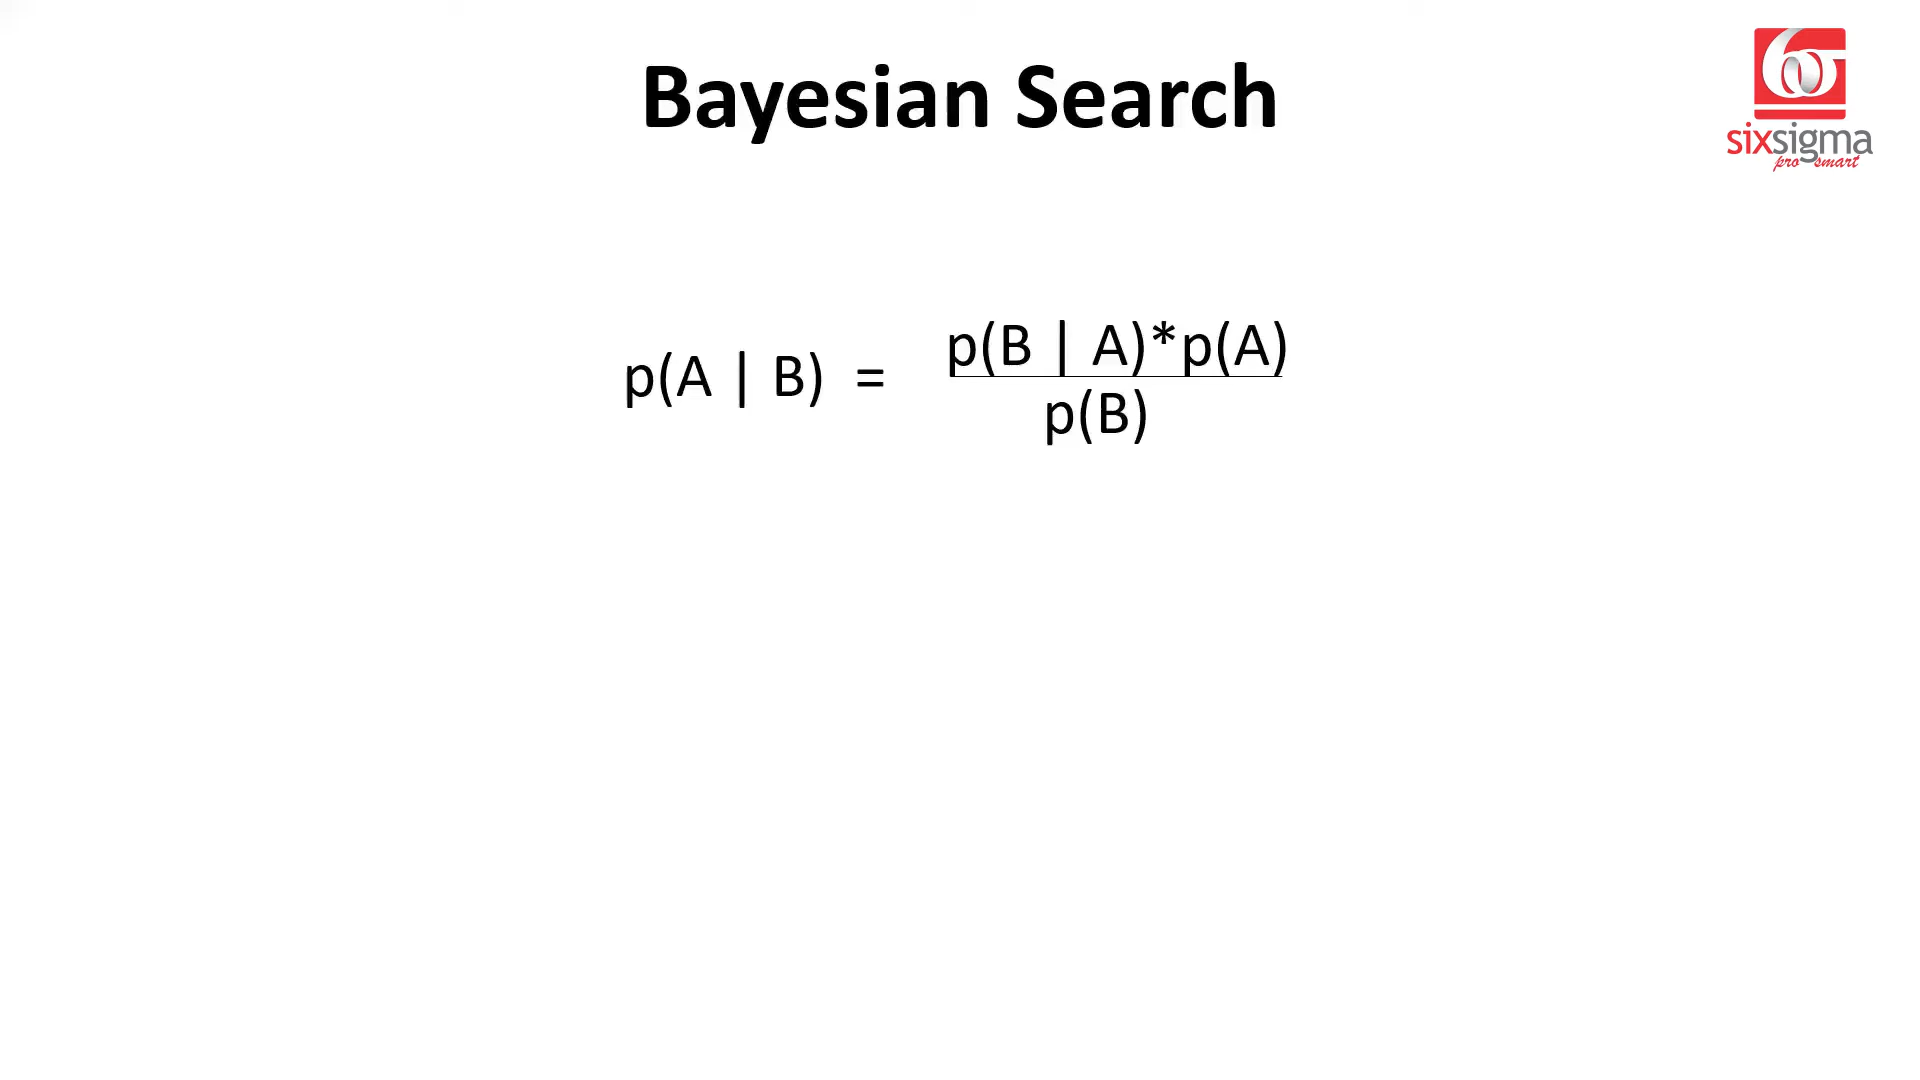 Bayesian Search
sixsigma
pro smart
p(A | B) = p(B | A)*p(A)
p(B)